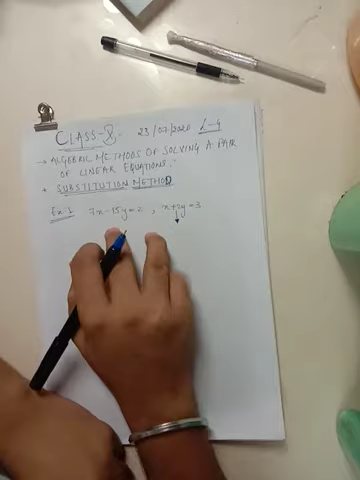 CLASS-8. 23/07/2020 L-4
→ ALGEBRIC METHODS OF SOLVING A PAIR
OF LINEAR EQUATIONS:
• SUBSTITUTION METHOD
Ex-1 7x-15y=2 , x+2y=3